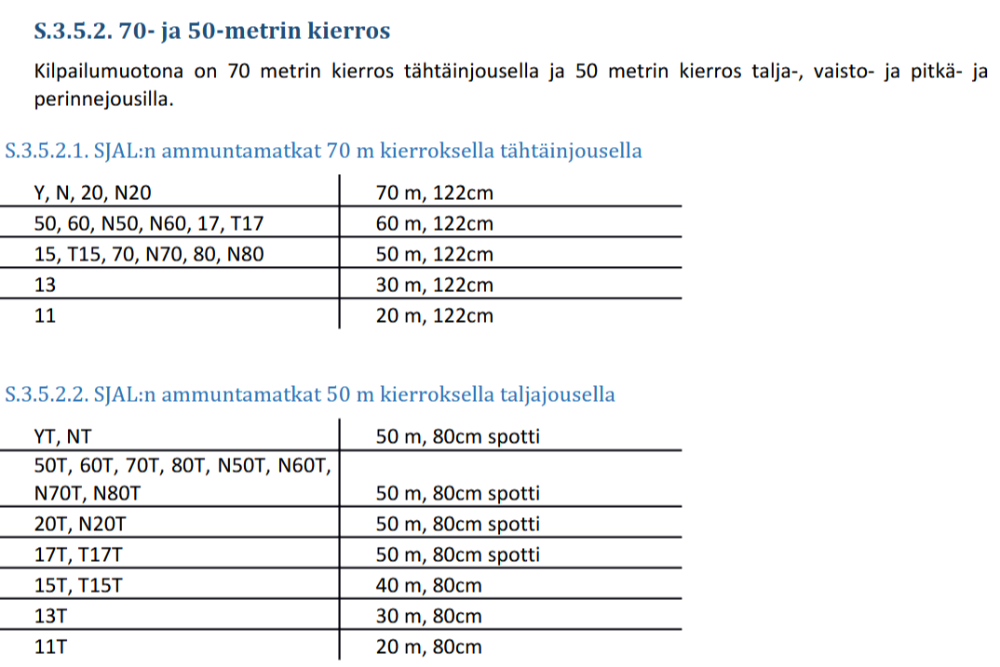 S.3.5.2. 70- ja 50-metrin kierros
Kilpailumuotona on 70 metrin kierros tähtäinjousella ja 50 metrin kierros talja-, vaisto- ja pitkä- ja
perinnejousilla.
S.3.5.2.1. SJAL:n ammuntamatkat 70 m kierroksella tähtäinjousella
Y, N, 20, N20 70 m, 122cm
50, 60, N50, N60, 17, T17 60 m, 122cm
15, T15, 70, N70, 80, N80 50 m, 122cm
13 30 m, 122cm
11 20 m, 122cm
S.3.5.2.2. SJAL:n ammuntamatkat 50 m kierroksella taljajousella
YT, NT 50 m, 80cm spotti
50T, 60T, 70T, 80T, N50T, N60T,
N70T, N80T 50 m, 80cm spotti
20T, N20T 50 m, 80cm spotti
17T, T17T 50 m, 80cm spotti
15T, T15T 40 m, 80cm
13T 30 m, 80cm
11T 20 m, 80cm